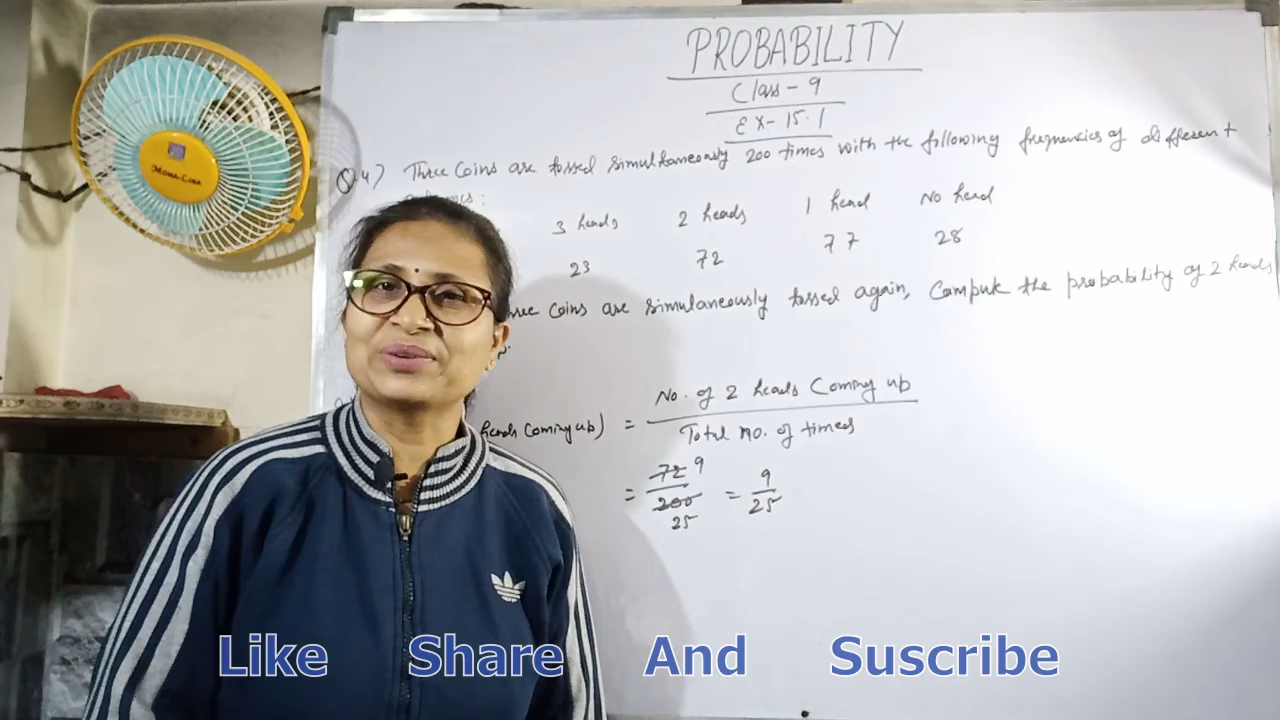 PROBABILITY
Class - 9
EX - 15.1
Q 4) Three Coins are tossed simultaneously 200 times with the following frequencies of different
3 heads 2 heads 1 head No head
23 72 77 28
Coins are simultaneously tossed again, Compute the probability of 2 heads
heads Coming up) = No. of 2 heads Coming up
Total no. of times
= 72 9
200
25
= 9
25
MONA-LISA
Like Share And Suscribe